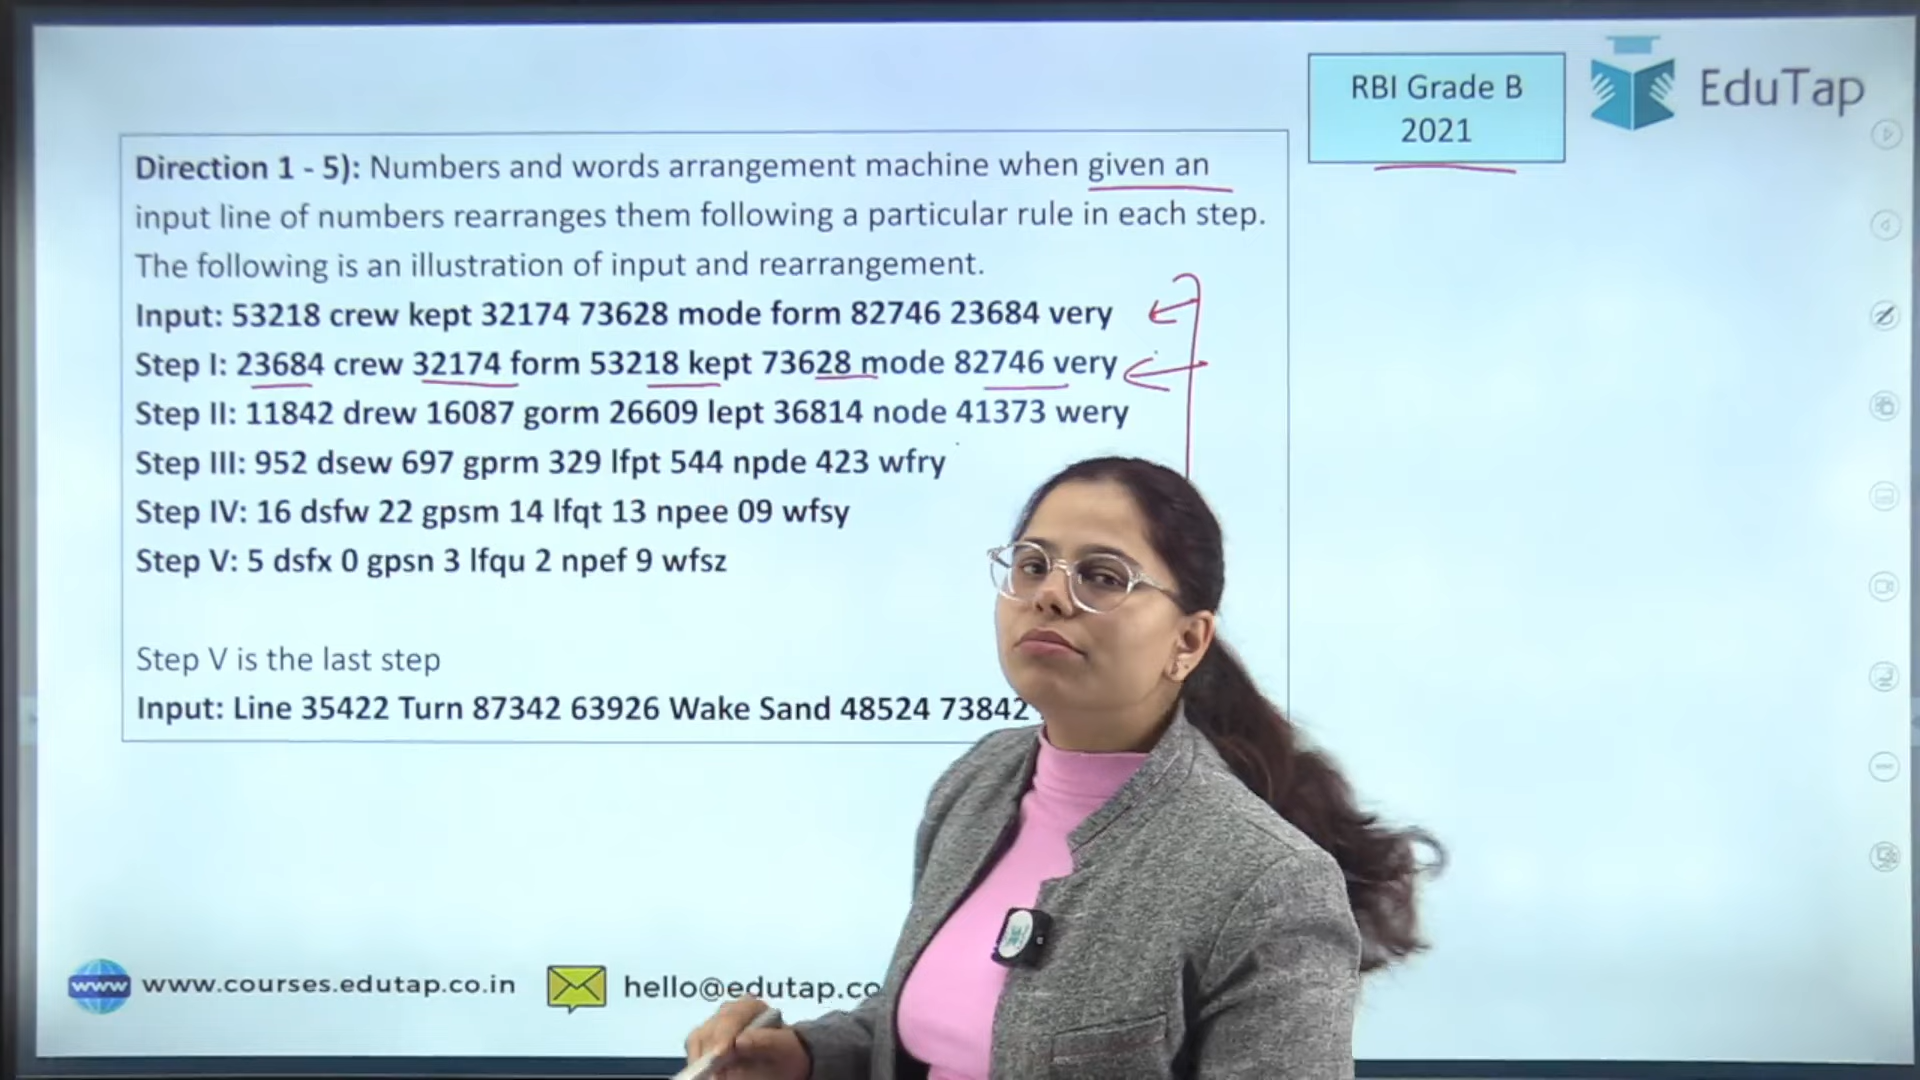 RBI Grade B
2021
EduTap
Direction 1 - 5): Numbers and words arrangement machine when given an
input line of numbers rearranges them following a particular rule in each step.
The following is an illustration of input and rearrangement.
Input: 53218 crew kept 32174 73628 mode form 82746 23684 very
Step I: 23684 crew 32174 form 53218 kept 73628 mode 82746 very
Step II: 11842 drew 16087 gorm 26609 lept 36814 node 41373 wery
Step III: 952 dsew 697 gprm 329 lfpt 544 npde 423 wfry
Step IV: 16 dsfw 22 gpsm 14 lfqt 13 npee 09 wfsy
Step V: 5 dsfx 0 gpsn 3 lfqu 2 npef 9 wfsz
Step V is the last step
Input: Line 35422 Turn 87342 63926 Wake Sand 48524 73842
www www.courses.edutap.co.in hello@edutap.co